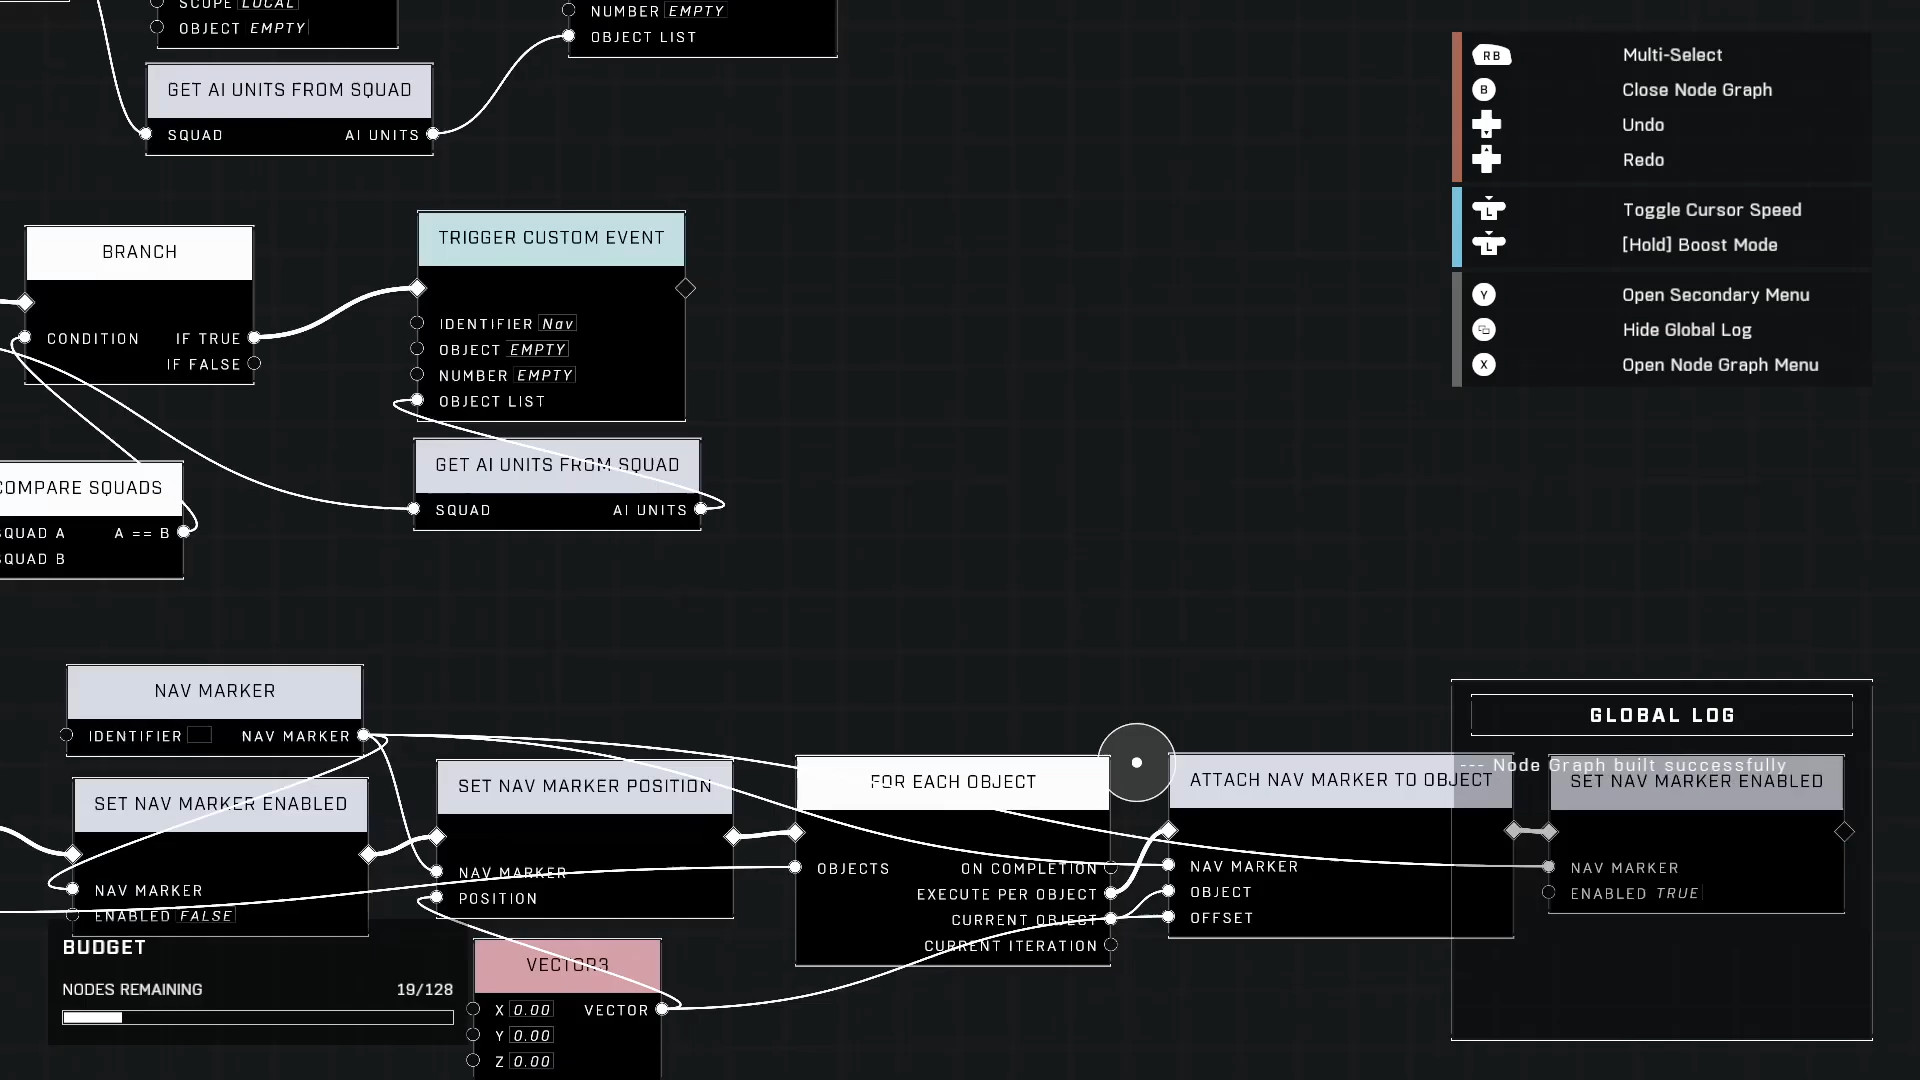 SCOPE LOCAL
OBJECT EMPTY
NUMBER EMPTY
OBJECT LIST
GET AI UNITS FROM SQUAD
SQUAD AI UNITS
BRANCH
CONDITION IF TRUE
IF FALSE
TRIGGER CUSTOM EVENT
IDENTIFIER Nav
OBJECT EMPTY
NUMBER EMPTY
OBJECT LIST
GET AI UNITS FROM SQUAD
SQUAD AI UNITS
COMPARE SQUADS
SQUAD A A == B
SQUAD B
RB Multi-Select
B Close Node Graph
Undo
Redo
L Toggle Cursor Speed
L [Hold] Boost Mode
Y Open Secondary Menu
Hide Global Log
X Open Node Graph Menu
NAV MARKER
IDENTIFIER NAV MARKER
SET NAV MARKER ENABLED
NAV MARKER
ENABLED FALSE
SET NAV MARKER POSITION
NAV MARKER
POSITION
FOR EACH OBJECT
OBJECTS ON COMPLETION
EXECUTE PER OBJECT
CURRENT OBJECT
CURRENT ITERATION
ATTACH NAV MARKER TO OBJECT
NAV MARKER
OBJECT
OFFSET
GLOBAL LOG
--- Node Graph built successfully
SET NAV MARKER ENABLED
NAV MARKER
ENABLED TRUE
BUDGET
NODES REMAINING 19/128
VECTOR3
X 0.00 VECTOR
Y 0.00
Z 0.00